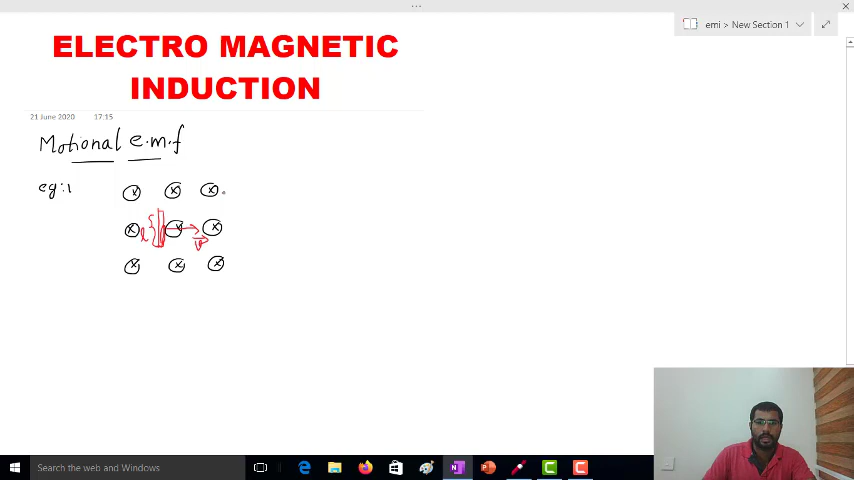 emi > New Section 1
ELECTRO MAGNETIC
INDUCTION
21 June 2020 17:15
Motional e.m.f
eg:1
x x x
l x x x
v
x x x
Search the web and Windows